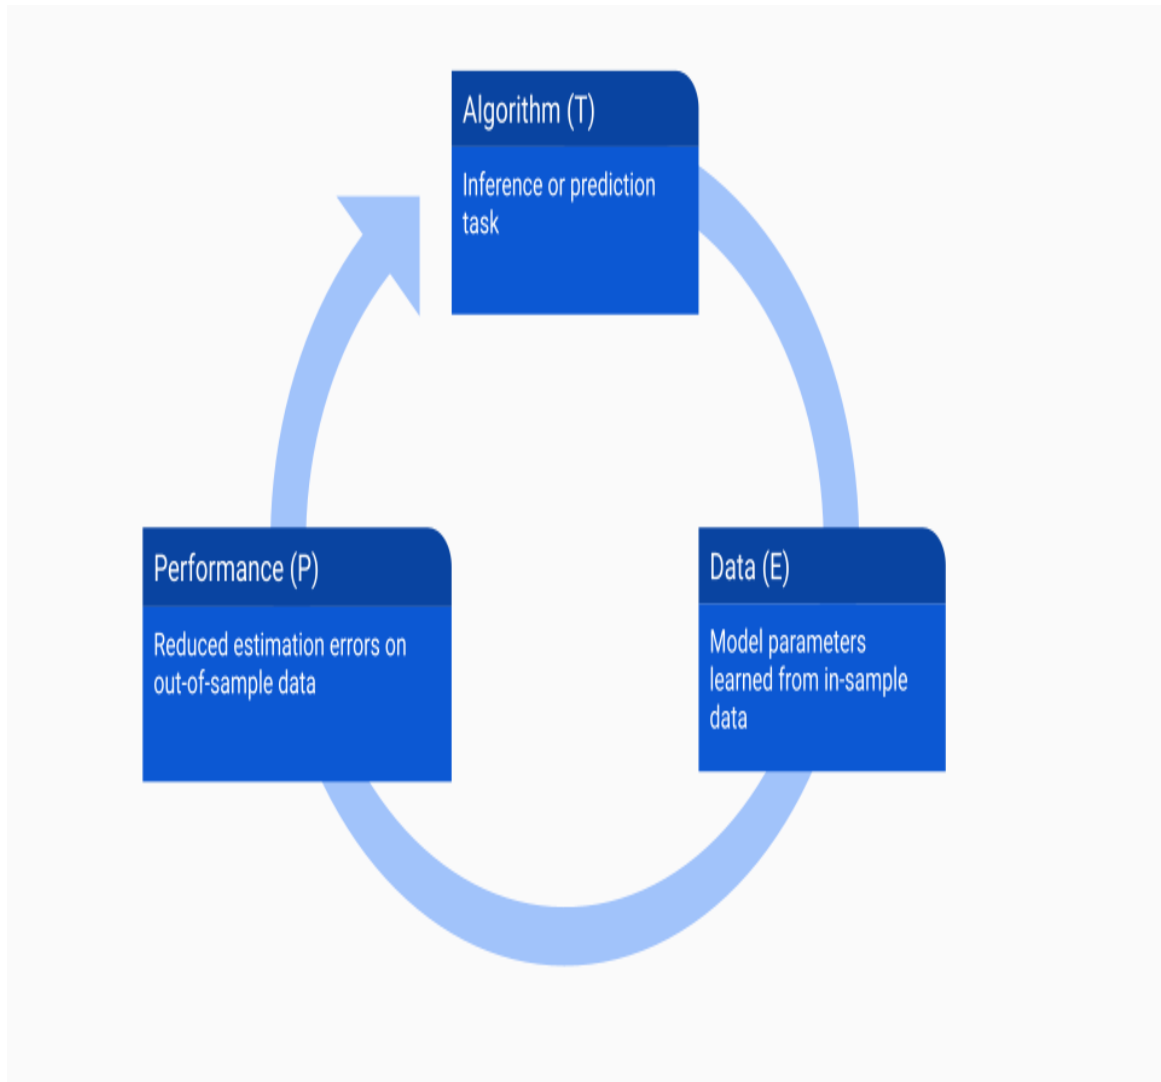 Algorithm (T)
Inference or prediction
task
Performance (P)
Reduced estimation errors on
out-of-sample data
Data (E)
Model parameters
learned from in-sample
data